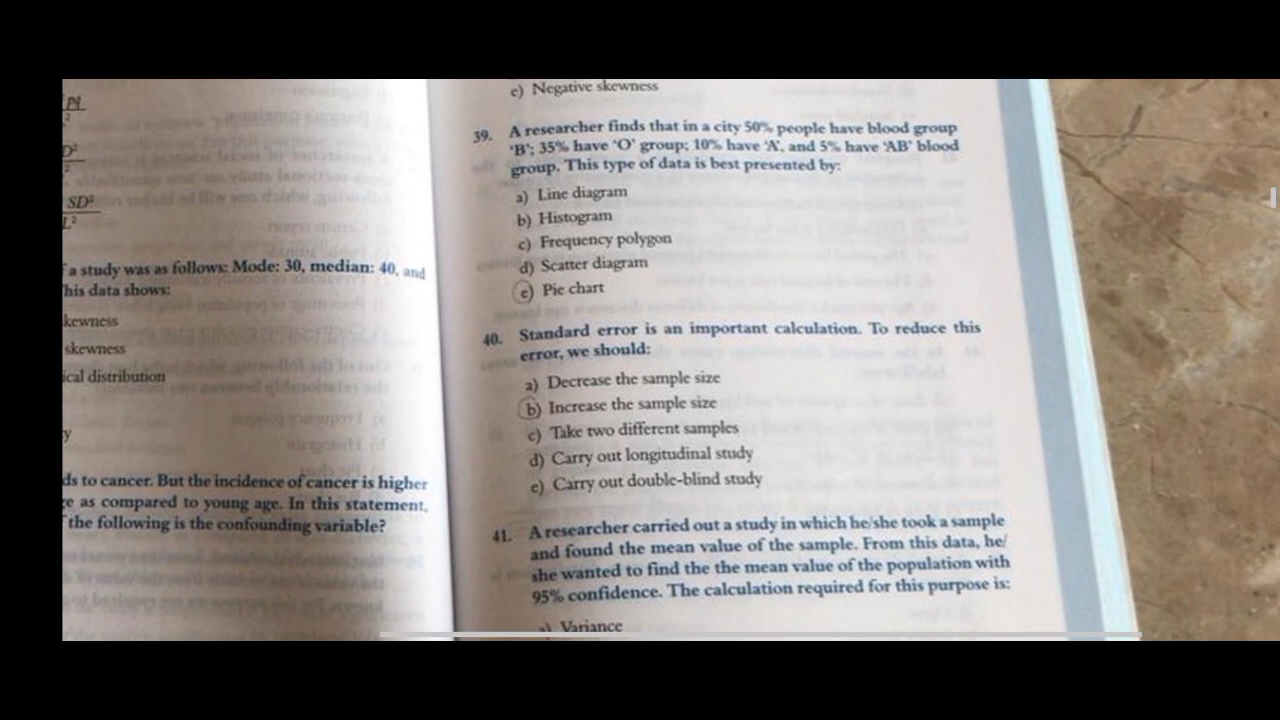 Pq
2
D²
2
SD²
L²
a study was as follows: Mode: 30, median: 40, and
his data shows:
kewness
skewness
ical distribution
y
ds to cancer. But the incidence of cancer is higher
e as compared to young age. In this statement,
the following is the confounding variable?
e) Negative skewness
39. A researcher finds that in a city 50% people have blood group
'B'; 35% have 'O' group; 10% have 'A', and 5% have 'AB' blood
group. This type of data is best presented by:
a) Line diagram
b) Histogram
c) Frequency polygon
d) Scatter diagram
e) Pie chart
40. Standard error is an important calculation. To reduce this
error, we should:
a) Decrease the sample size
b) Increase the sample size
c) Take two different samples
d) Carry out longitudinal study
e) Carry out double-blind study
41. A researcher carried out a study in which he/she took a sample
and found the mean value of the sample. From this data, he/
she wanted to find the the mean value of the population with
95% confidence. The calculation required for this purpose is:
a) Variance